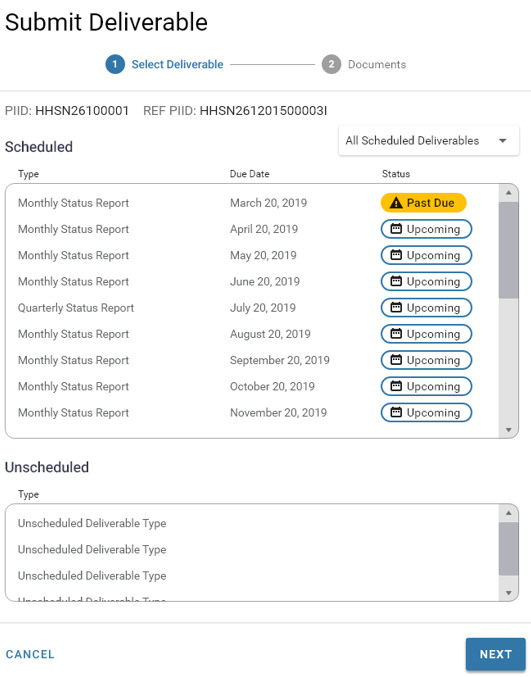 Submit Deliverable
1 Select Deliverable 2 Documents
PIID: HHSN26100001 REF PIID: HHSN261201500003I
Scheduled
All Scheduled Deliverables
Type Due Date Status
Monthly Status Report March 20, 2019 Past Due
Monthly Status Report April 20, 2019 Upcoming
Monthly Status Report May 20, 2019 Upcoming
Monthly Status Report June 20, 2019 Upcoming
Quarterly Status Report July 20, 2019 Upcoming
Monthly Status Report August 20, 2019 Upcoming
Monthly Status Report September 20, 2019 Upcoming
Monthly Status Report October 20, 2019 Upcoming
Monthly Status Report November 20, 2019 Upcoming
Unscheduled
Type
Unscheduled Deliverable Type
Unscheduled Deliverable Type
Unscheduled Deliverable Type
Unscheduled Deliverable Type
CANCEL NEXT